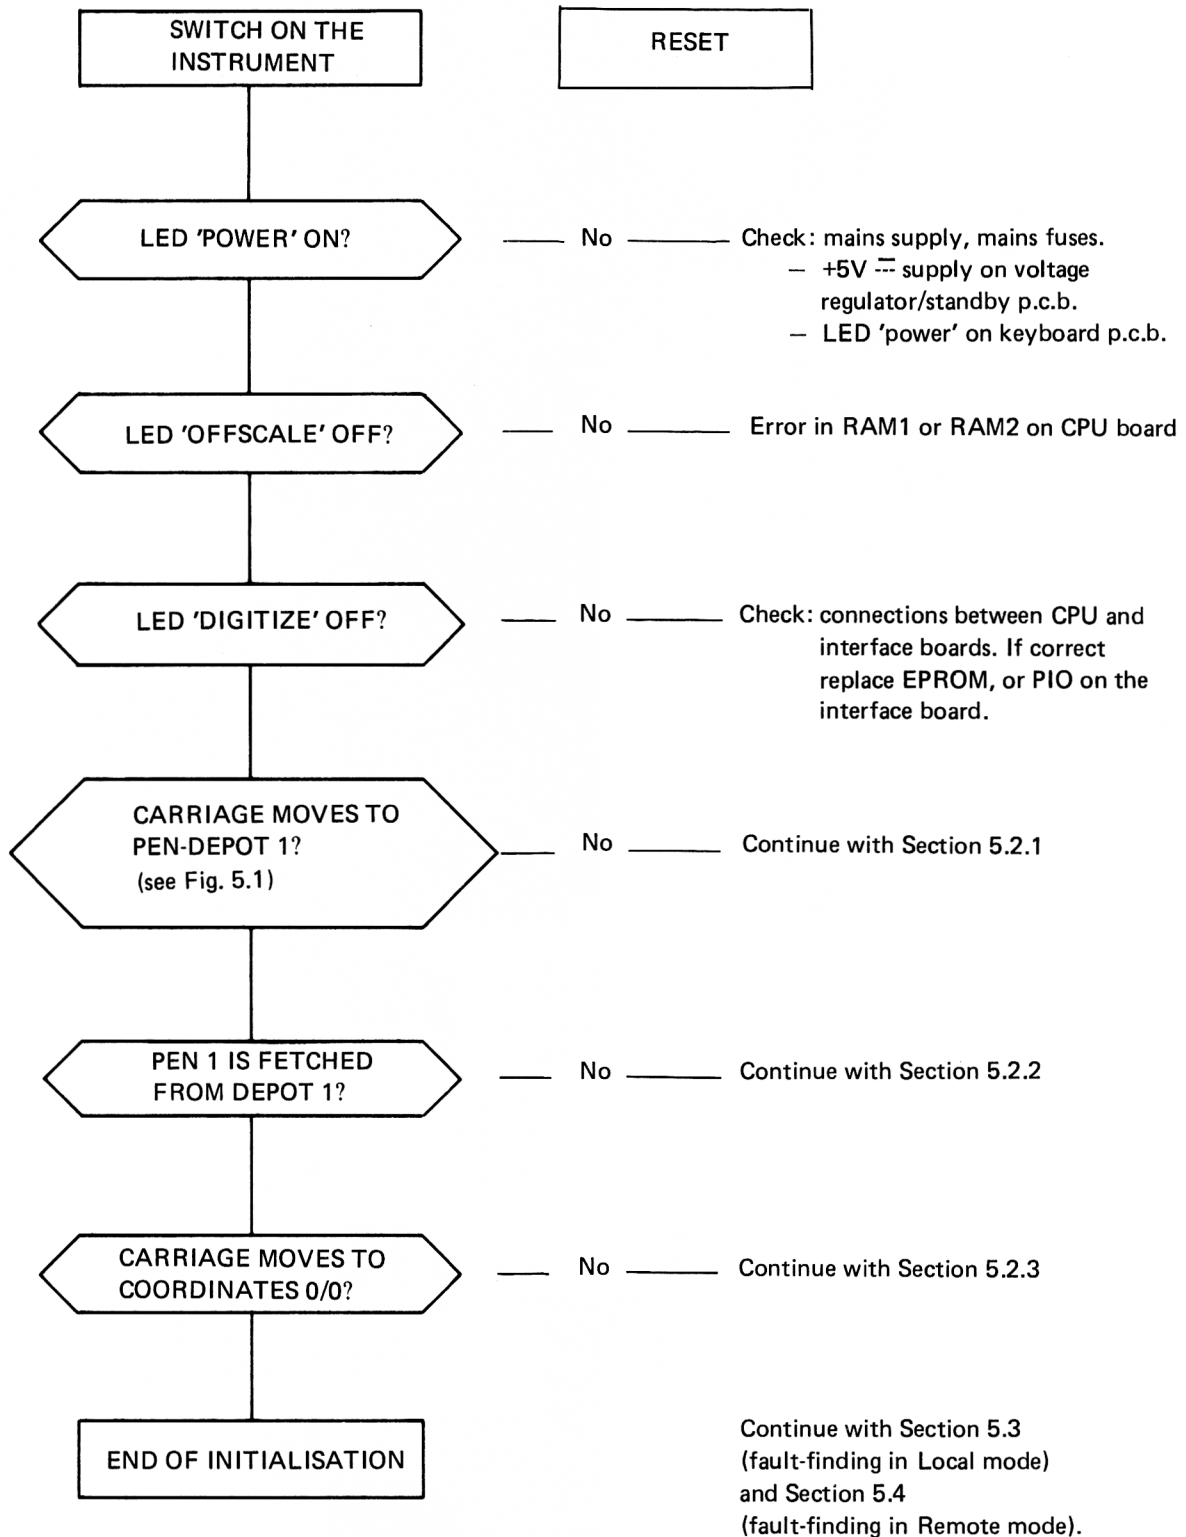 SWITCH ON THE
INSTRUMENT
RESET
LED 'POWER' ON?
No
Check: mains supply, mains fuses.
— +5V ⎓ supply on voltage
regulator/standby p.c.b.
— LED 'power' on keyboard p.c.b.
LED 'OFFSCALE' OFF?
No
Error in RAM1 or RAM2 on CPU board
LED 'DIGITIZE' OFF?
No
Check: connections between CPU and
interface boards. If correct
replace EPROM, or PIO on the
interface board.
CARRIAGE MOVES TO
PEN-DEPOT 1?
(see Fig. 5.1)
No
Continue with Section 5.2.1
PEN 1 IS FETCHED
FROM DEPOT 1?
No
Continue with Section 5.2.2
CARRIAGE MOVES TO
COORDINATES 0/0?
No
Continue with Section 5.2.3
END OF INITIALISATION
Continue with Section 5.3
(fault-finding in Local mode)
and Section 5.4
(fault-finding in Remote mode).